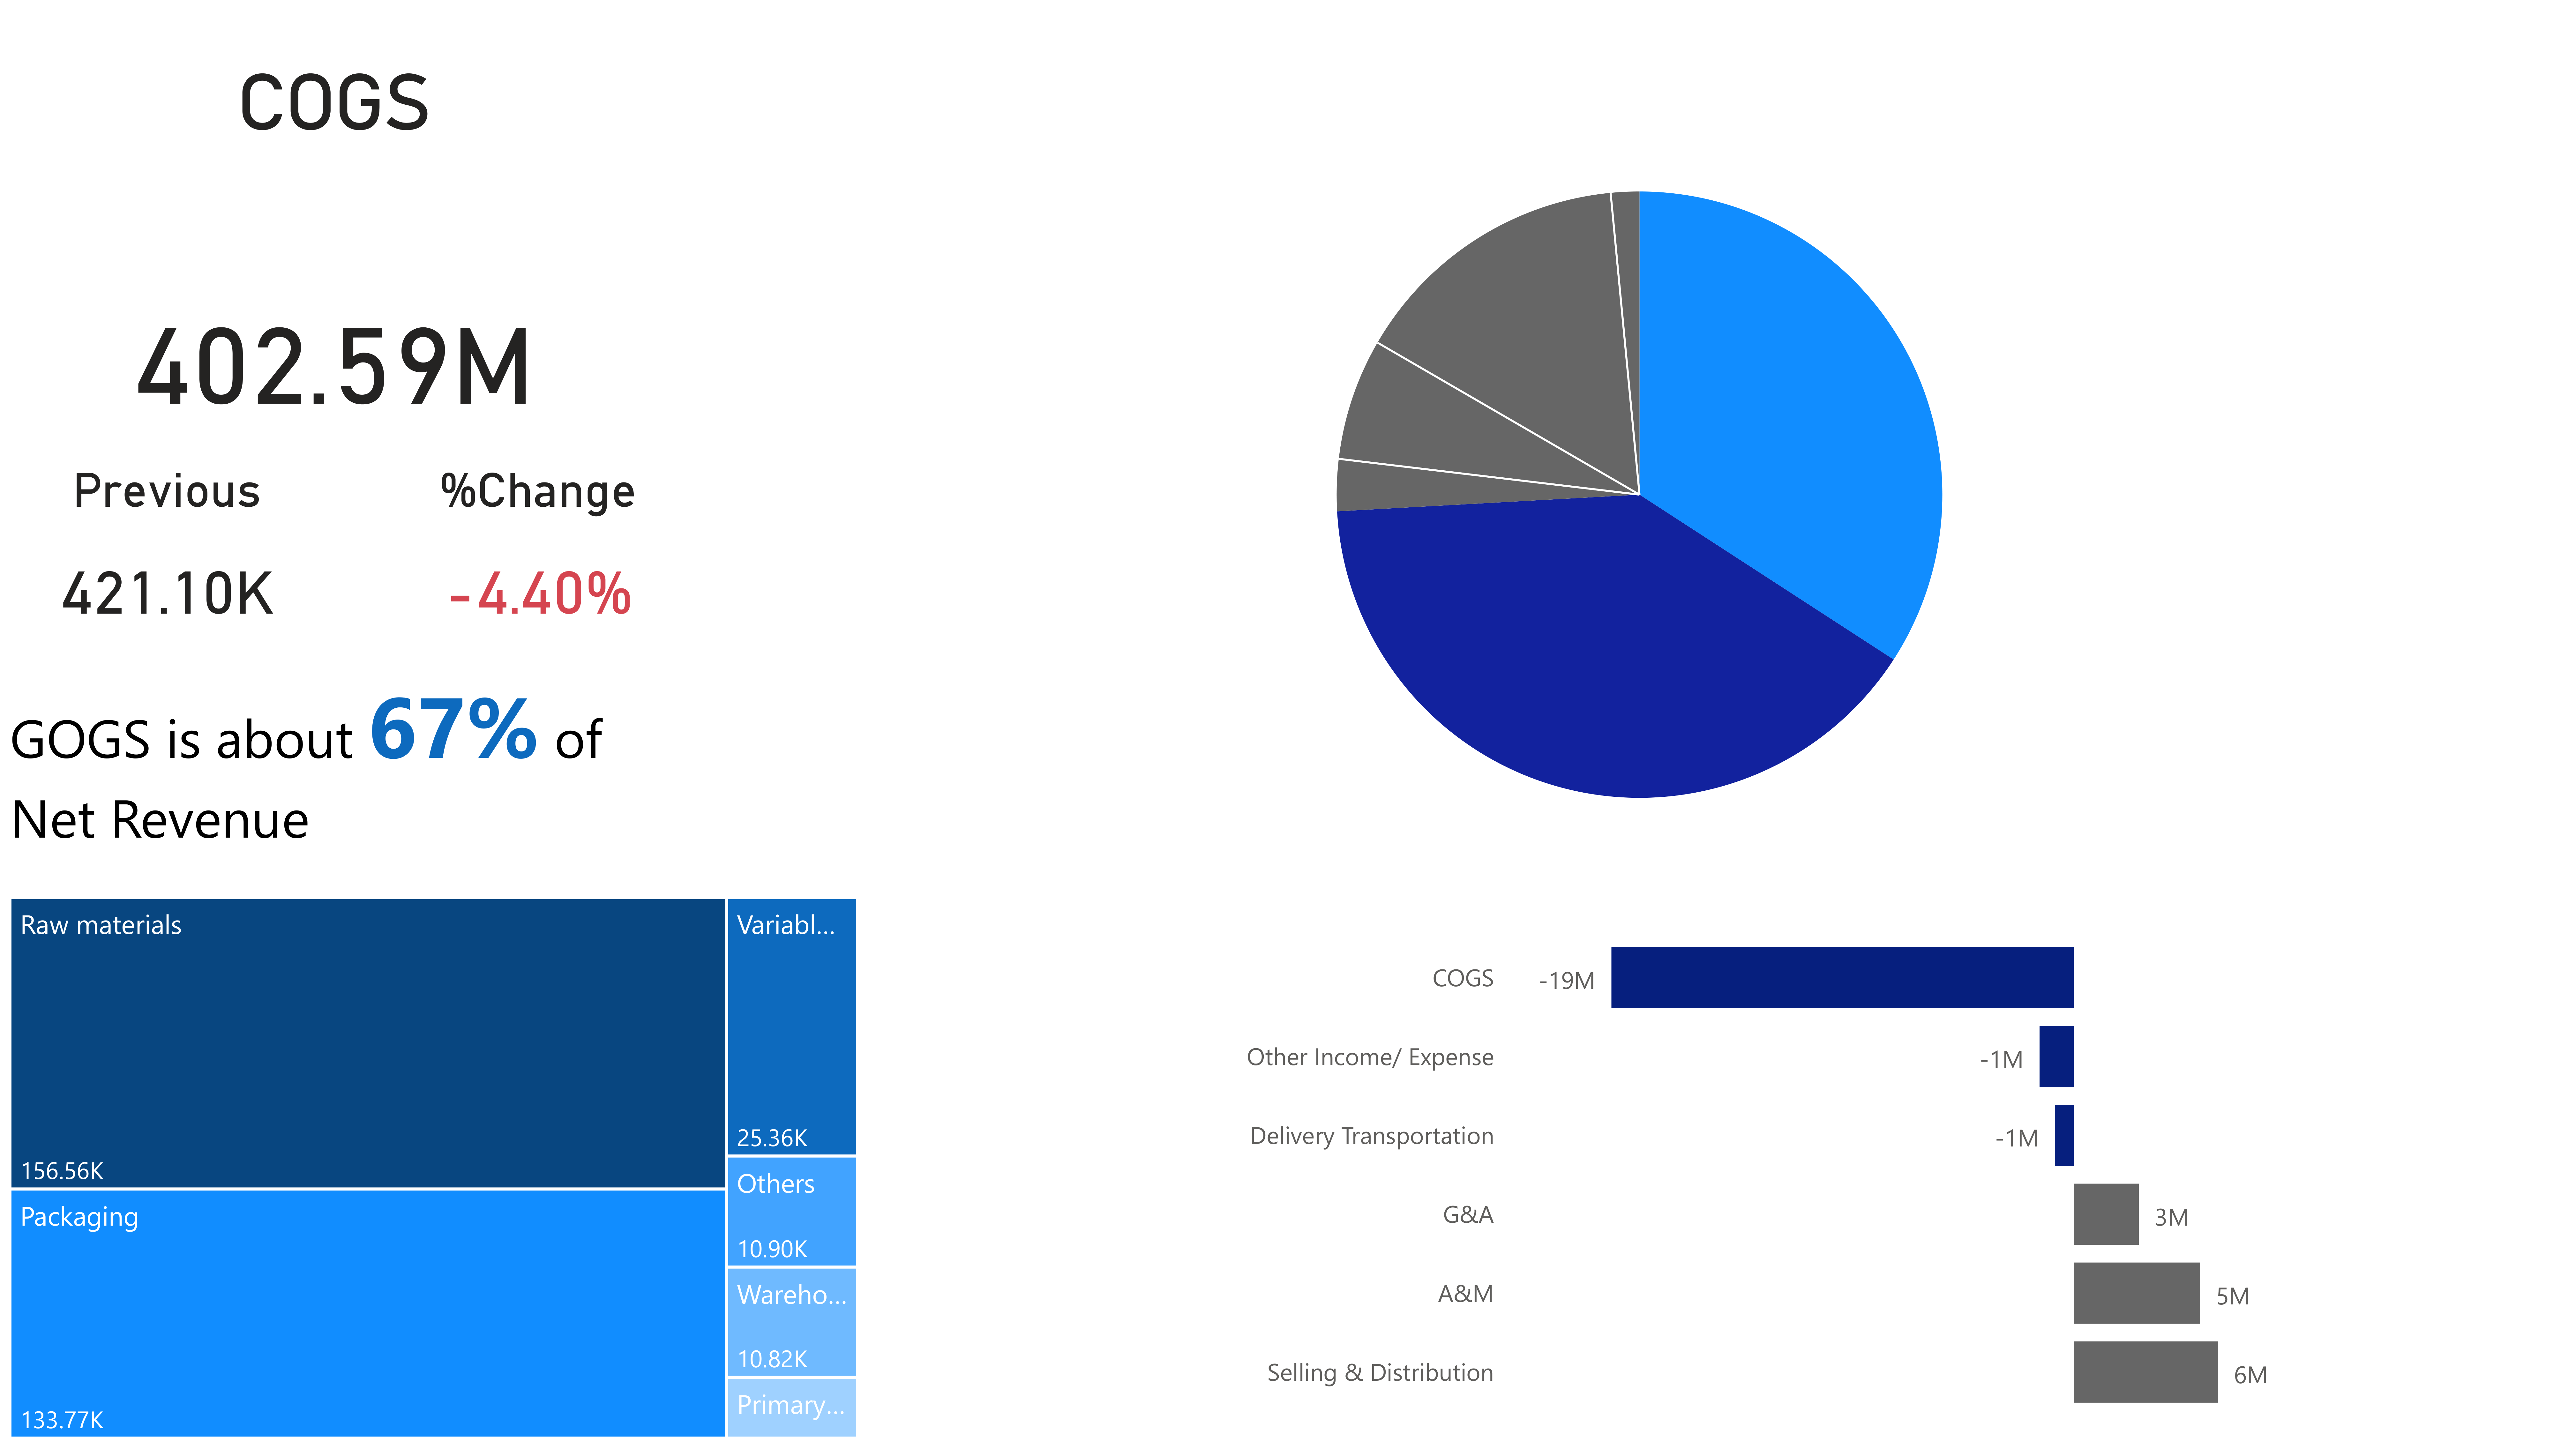 COGS
402.59M
Previous %Change
421.10K -4.40%
GOGS is about 67% of
Net Revenue
Raw materials
156.56K
Packaging
133.77K
Variabl...
25.36K
Others
10.90K
Wareho...
10.82K
Primary...
COGS -19M
Other Income/ Expense -1M
Delivery Transportation -1M
G&A 3M
A&M 5M
Selling & Distribution 6M